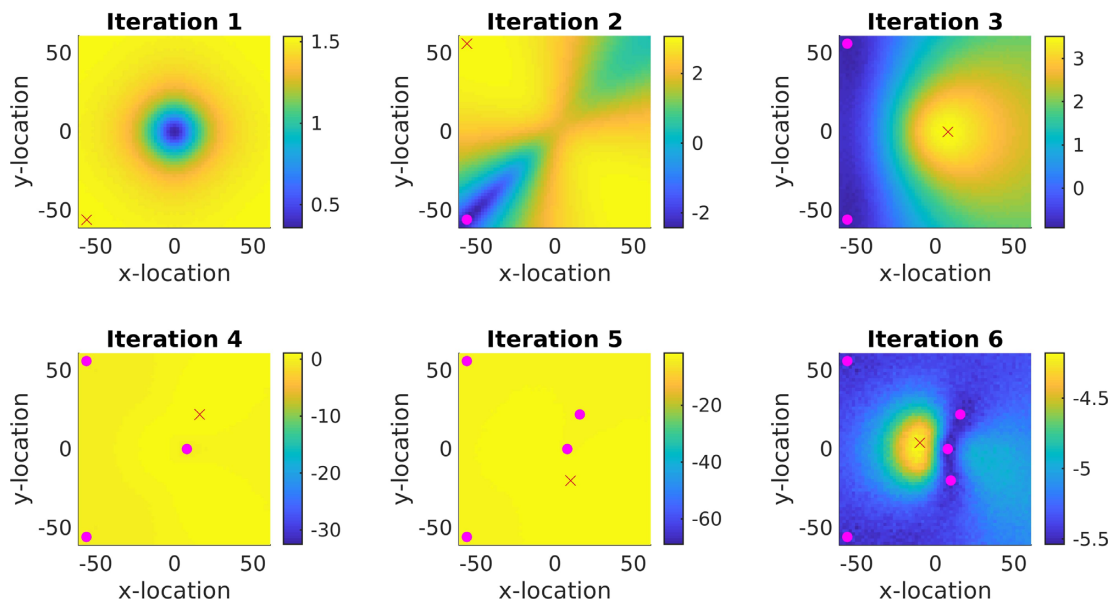 Iteration 1
50
0
-50
y-location
-50 0 50
x-location
1.5
1
0.5
Iteration 2
50
0
-50
y-location
-50 0 50
x-location
2
0
-2
Iteration 3
50
0
-50
y-location
-50 0 50
x-location
3
2
1
0
Iteration 4
50
0
-50
y-location
-50 0 50
x-location
0
-10
-20
-30
Iteration 5
50
0
-50
y-location
-50 0 50
x-location
-20
-40
-60
Iteration 6
50
0
-50
y-location
-50 0 50
x-location
-4.5
-5
-5.5